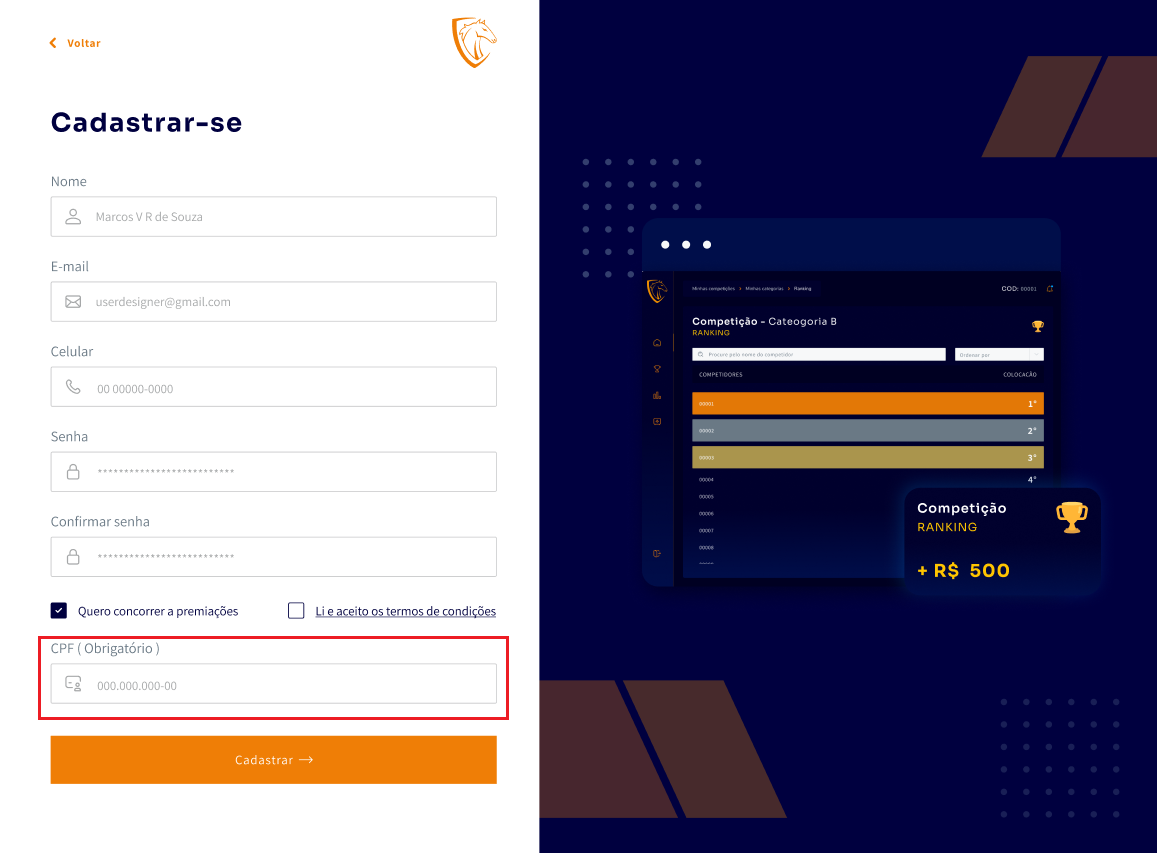 Voltar
Cadastrar-se
Nome
Marcos V R de Souza
E-mail
userdesigner@gmail.com
Celular
00 00000-0000
Senha
**************************
Confirmar senha
**************************
Quero concorrer a premiações
Li e aceito os termos de condições
CPF ( Obrigatório )
000.000.000-00
Cadastrar →
Minhas competições > Minhas categorias > Ranking
COD: 00001
Competição - Cateogoria B
RANKING
Procure pelo nome do competidor
Ordenar por
COMPETIDORES
COLOCACÃO
00001
1°
00002
2°
00003
3°
00004
4°
00005
00006
00007
00008
Competição
RANKING
+ R$ 500